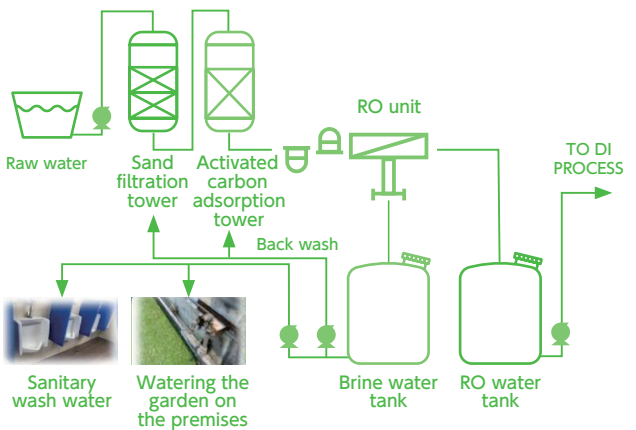 RO unit
Raw water
Sand
filtration
tower
Activated
carbon
adsorption
tower
TO DI
PROCESS
Back wash
Sanitary
wash water
Watering the
garden on
the premises
Brine water
tank
RO water
tank